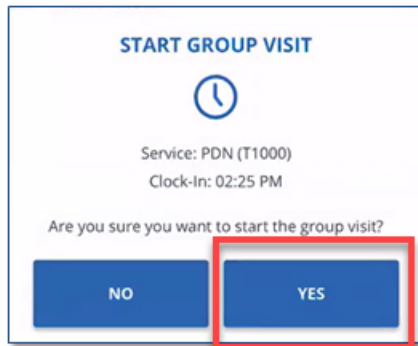 START GROUP VISIT
Service: PDN (T1000)
Clock-In: 02:25 PM
Are you sure you want to start the group visit?
NO
YES